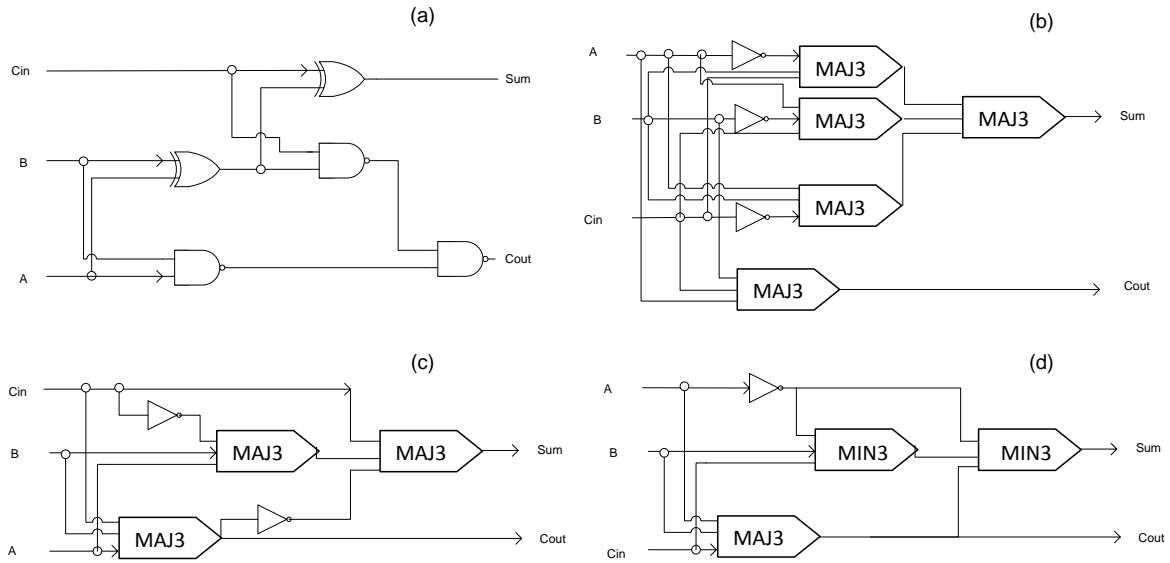 (a)
Cin
Sum
B
A
Cout
(b)
A
MAJ3
MAJ3
B
MAJ3
Sum
MAJ3
Cin
MAJ3
Cout
(c)
Cin
B
MAJ3
MAJ3
Sum
A
MAJ3
Cout
(d)
A
B
MIN3
MIN3
Sum
MAJ3
Cin
Cout